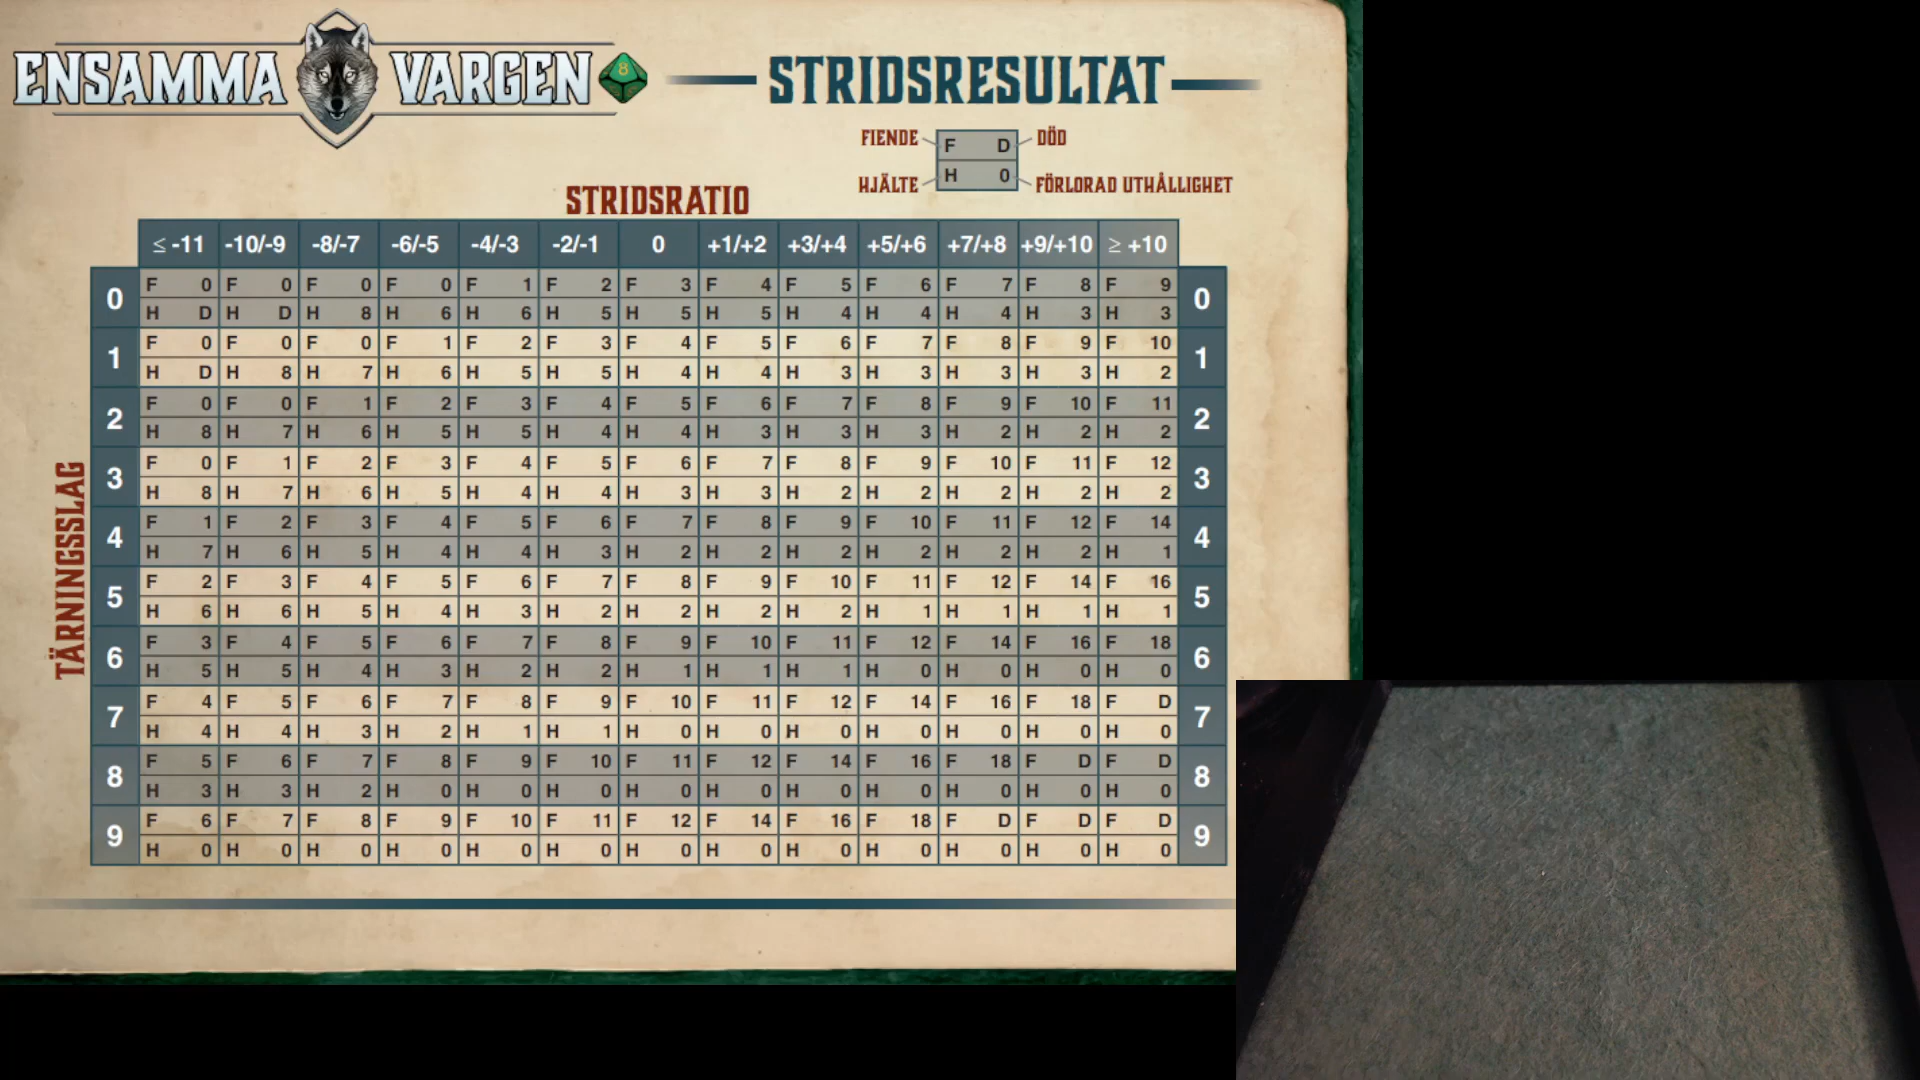 ENSAMMA VARGEN 8
STRIDSRESULTAT
FIENDE F D DÖD
HJÄLTE H 0 FÖRLORAD UTHÅLLIGHET
STRIDSRATIO
≤ -11 -10/-9 -8/-7 -6/-5 -4/-3 -2/-1 0 +1/+2 +3/+4 +5/+6 +7/+8 +9/+10 ≥ +10
TÄRNINGSSLAG
0 F 0 F 0 F 0 F 0 F 1 F 2 F 3 F 4 F 5 F 6 F 7 F 8 F 9 0
H D H D H 8 H 6 H 6 H 5 H 5 H 5 H 4 H 4 H 4 H 3 H 3
1 F 0 F 0 F 0 F 1 F 2 F 3 F 4 F 5 F 6 F 7 F 8 F 9 F 10 1
H D H 8 H 7 H 6 H 5 H 5 H 4 H 4 H 3 H 3 H 3 H 3 H 2
2 F 0 F 0 F 1 F 2 F 3 F 4 F 5 F 6 F 7 F 8 F 9 F 10 F 11 2
H 8 H 7 H 6 H 5 H 5 H 4 H 4 H 3 H 3 H 3 H 2 H 2 H 2
3 F 0 F 1 F 2 F 3 F 4 F 5 F 6 F 7 F 8 F 9 F 10 F 11 F 12 3
H 8 H 7 H 6 H 5 H 4 H 4 H 3 H 3 H 2 H 2 H 2 H 2 H 2
4 F 1 F 2 F 3 F 4 F 5 F 6 F 7 F 8 F 9 F 10 F 11 F 12 F 14 4
H 7 H 6 H 5 H 4 H 4 H 3 H 2 H 2 H 2 H 2 H 2 H 2 H 1
5 F 2 F 3 F 4 F 5 F 6 F 7 F 8 F 9 F 10 F 11 F 12 F 14 F 16 5
H 6 H 6 H 5 H 4 H 3 H 2 H 2 H 2 H 2 H 1 H 1 H 1 H 1
6 F 3 F 4 F 5 F 6 F 7 F 8 F 9 F 10 F 11 F 12 F 14 F 16 F 18 6
H 5 H 5 H 4 H 3 H 2 H 2 H 1 H 1 H 1 H 0 H 0 H 0 H 0
7 F 4 F 5 F 6 F 7 F 8 F 9 F 10 F 11 F 12 F 14 F 16 F 18 F D 7
H 4 H 4 H 3 H 2 H 1 H 1 H 0 H 0 H 0 H 0 H 0 H 0 H 0
8 F 5 F 6 F 7 F 8 F 9 F 10 F 11 F 12 F 14 F 16 F 18 F D F D 8
H 3 H 3 H 2 H 0 H 0 H 0 H 0 H 0 H 0 H 0 H 0 H 0 H 0
9 F 6 F 7 F 8 F 9 F 10 F 11 F 12 F 14 F 16 F 18 F D F D F D 9
H 0 H 0 H 0 H 0 H 0 H 0 H 0 H 0 H 0 H 0 H 0 H 0 H 0